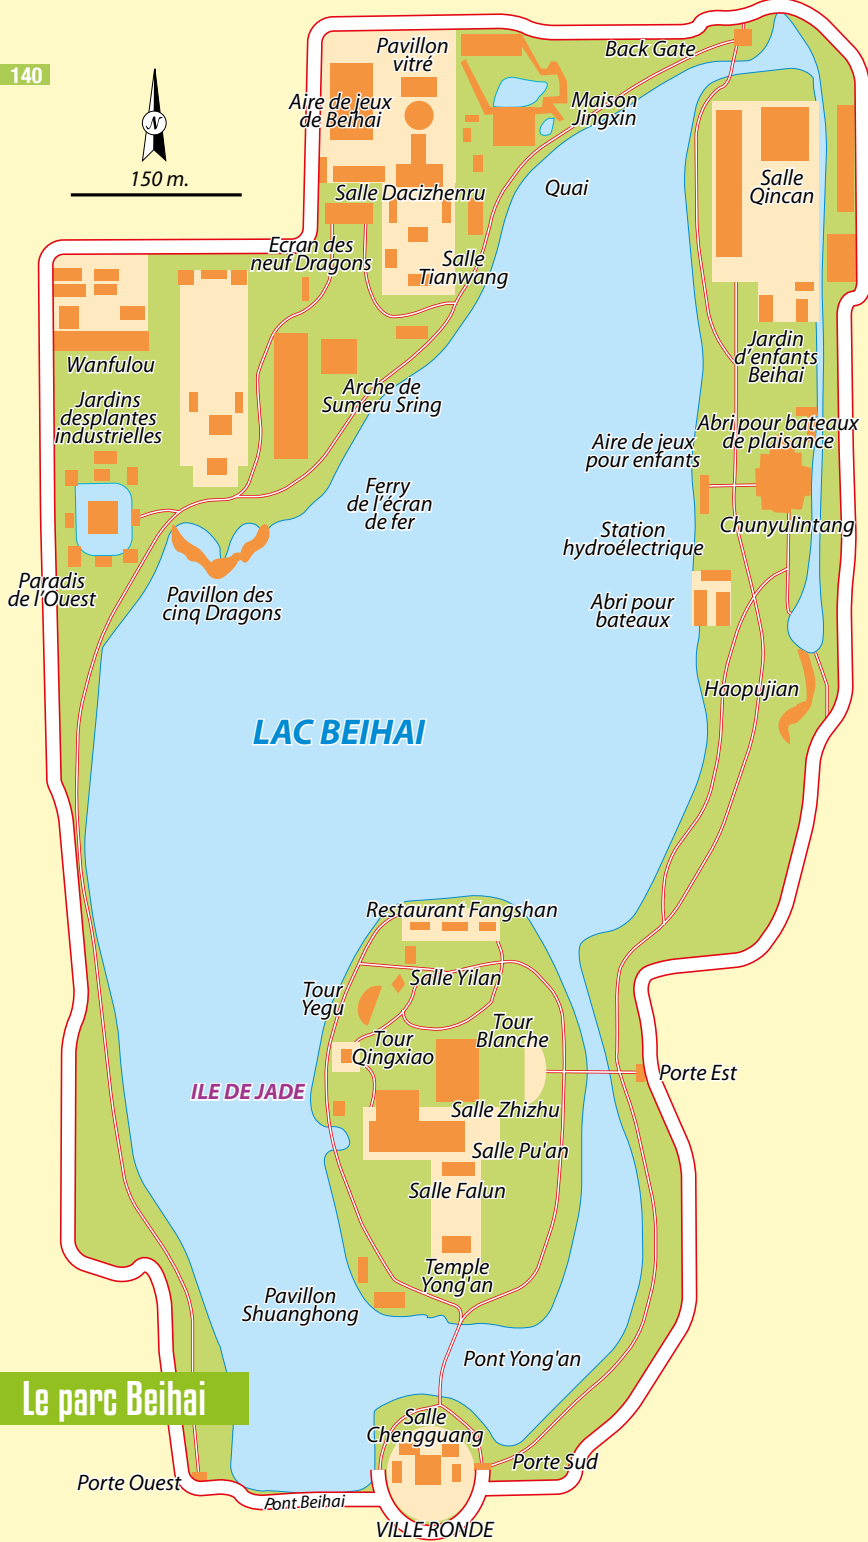 140
N
150 m.
Pavillon
vitré
Back Gate
Aire de jeux
de Beihai
Maison
Jingxin
Salle Dacizhenru
Quai
Salle
Qincan
Ecran des
neuf Dragons
Salle
Tianwang
Wanfulou
Jardin
d'enfants
Beihai
Jardins
desplantes
industrielles
Arche de
Sumeru Sring
Abri pour bateaux
de plaisance
Aire de jeux
pour enfants
Ferry
de l'écran
de fer
Chunyulintang
Station
hydroélectrique
Paradis
de l'Ouest
Pavillon des
cinq Dragons
Abri pour
bateaux
Haopujian
LAC BEIHAI
Restaurant Fangshan
Salle Yilan
Tour
Yegu
Tour
Blanche
Tour
Qingxiao
Porte Est
ILE DE JADE
Salle Zhizhu
Salle Pu'an
Salle Falun
Temple
Yong'an
Pavillon
Shuanghong
Pont Yong'an
Le parc Beihai
Salle
Chengguang
Porte Sud
Porte Ouest
Pont Beihai
VILLE RONDE